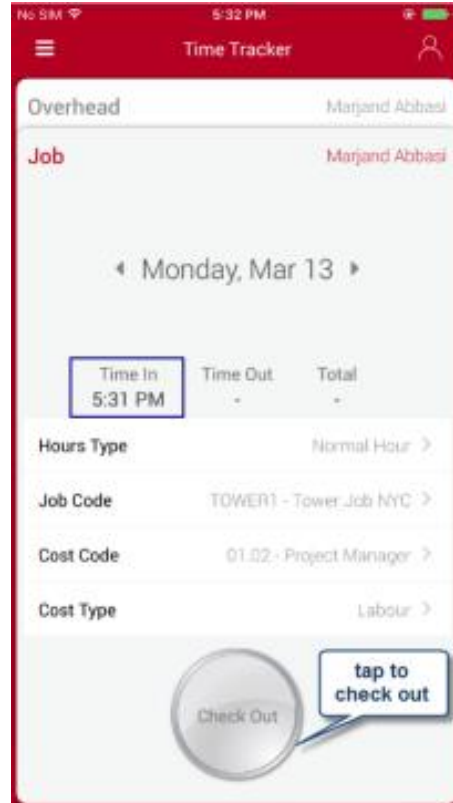 No SIM 5:32 PM
Time Tracker
Overhead Marjand Abbasi
Job Marjand Abbasi
Monday, Mar 13
Time In Time Out Total
5:31 PM - -
Hours Type Normal Hour
Job Code TOWER1 - Tower Job NYC
Cost Code 01.02 - Project Manager
Cost Type Labour
Check Out
tap to
check out